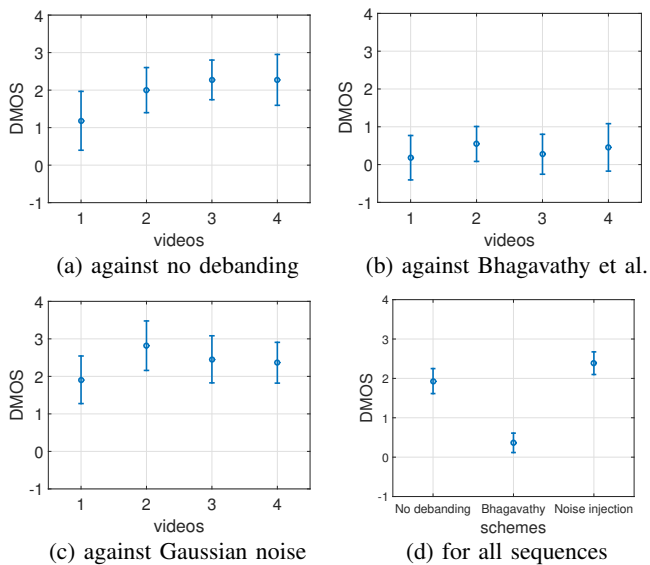 4
3
2
1
0
-1
DMOS
1 2 3 4
videos
(a) against no debanding
4
3
2
1
0
-1
DMOS
1 2 3 4
videos
(b) against Bhagavathy et al.
4
3
2
1
0
-1
DMOS
1 2 3 4
videos
(c) against Gaussian noise
4
3
2
1
0
-1
DMOS
No debanding Bhagavathy Noise injection
schemes
(d) for all sequences